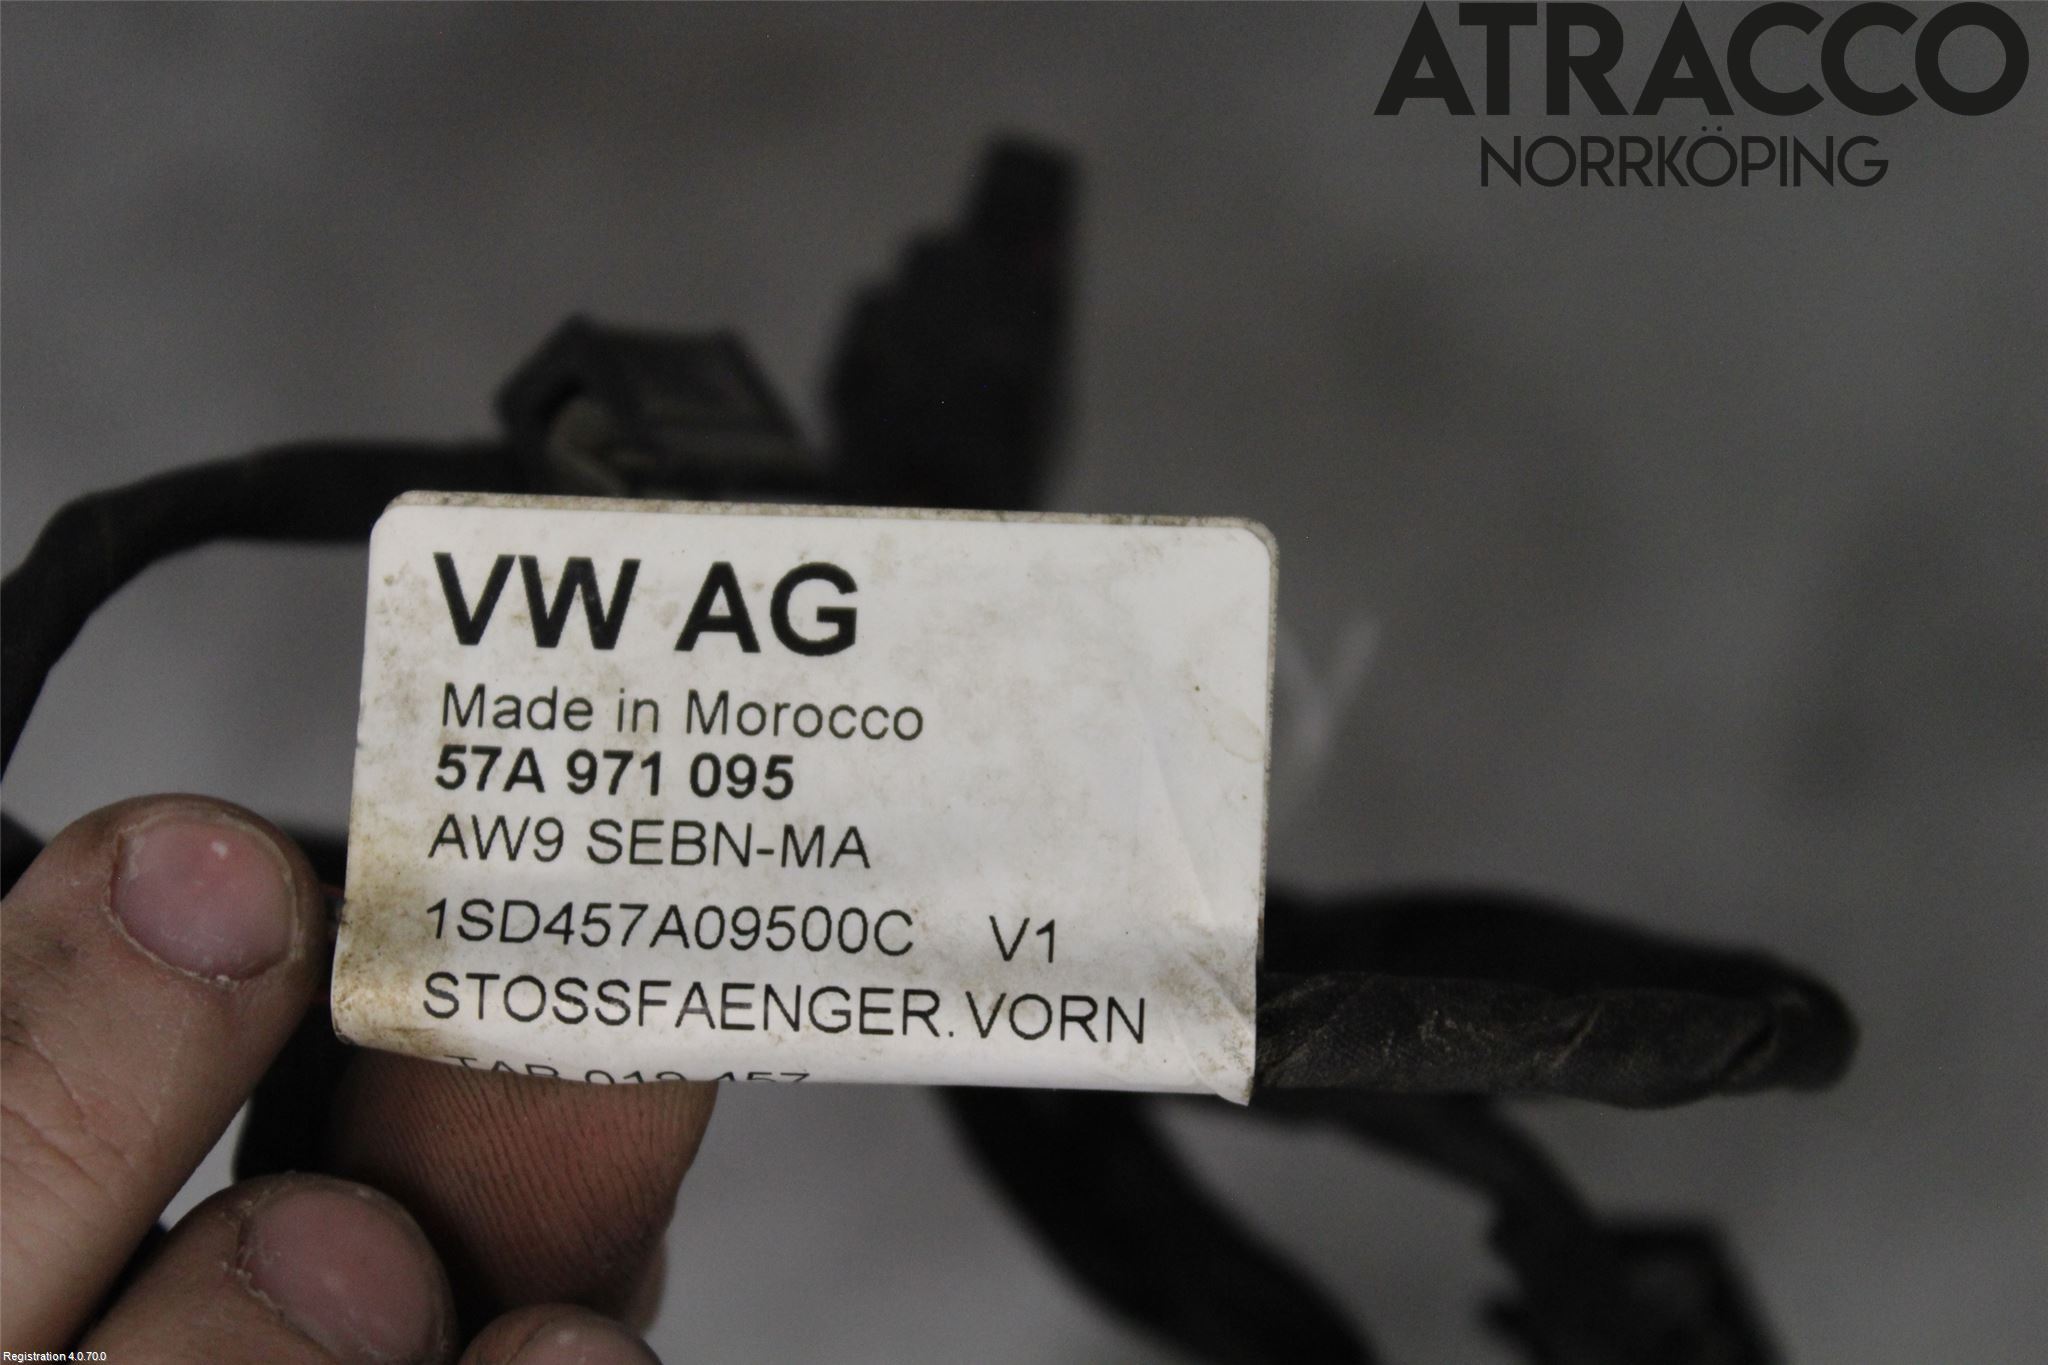 ATRACCO
NORRKÖPING
VW AG
Made in Morocco
57A 971 095
AW9 SEBN-MA
1SD457A09500C V1
STOSSFAENGER.VORN
Registration 4.0.70.0